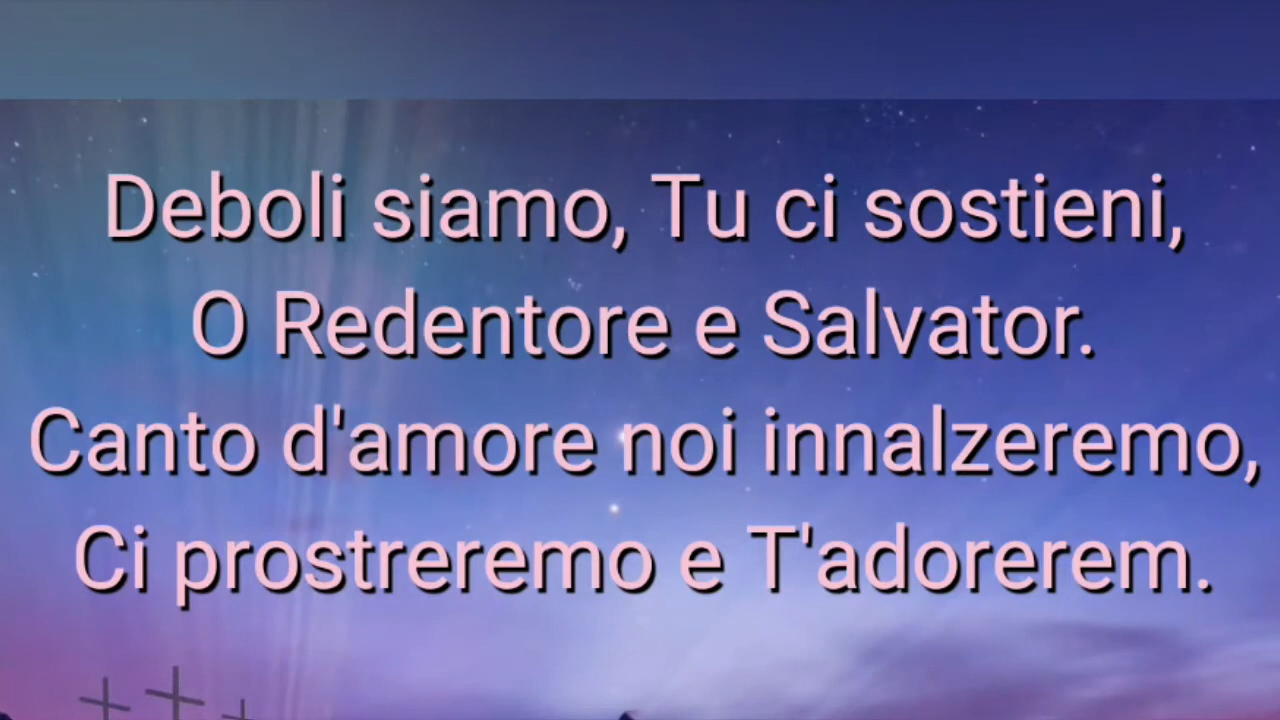 Deboli siamo, Tu ci sostieni,
O Redentore e Salvator.
Canto d'amore noi innalzeremo,
Ci prostreremo e T'adorerem.